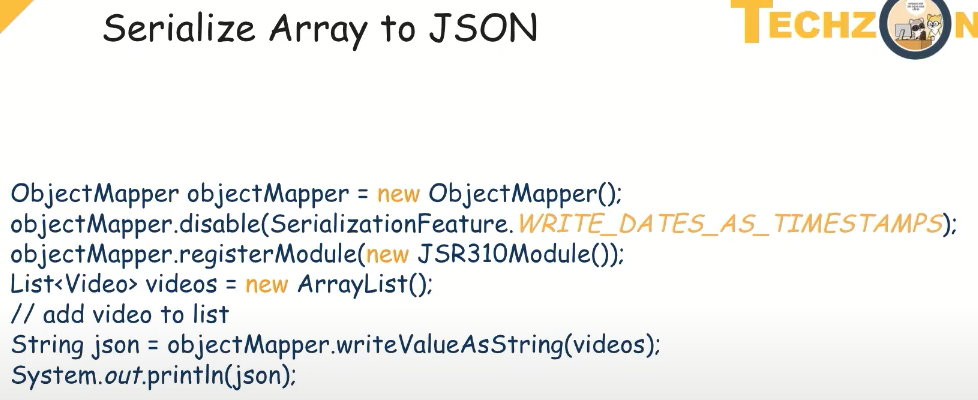 Serialize Array to JSON
TECHZ N
ObjectMapper objectMapper = new ObjectMapper();
objectMapper.disable(SerializationFeature.WRITE_DATES_AS_TIMESTAMPS);
objectMapper.registerModule(new JSR310Module());
List<Video> videos = new ArrayList();
// add video to list
String json = objectMapper.writeValueAsString(videos);
System.out.println(json);